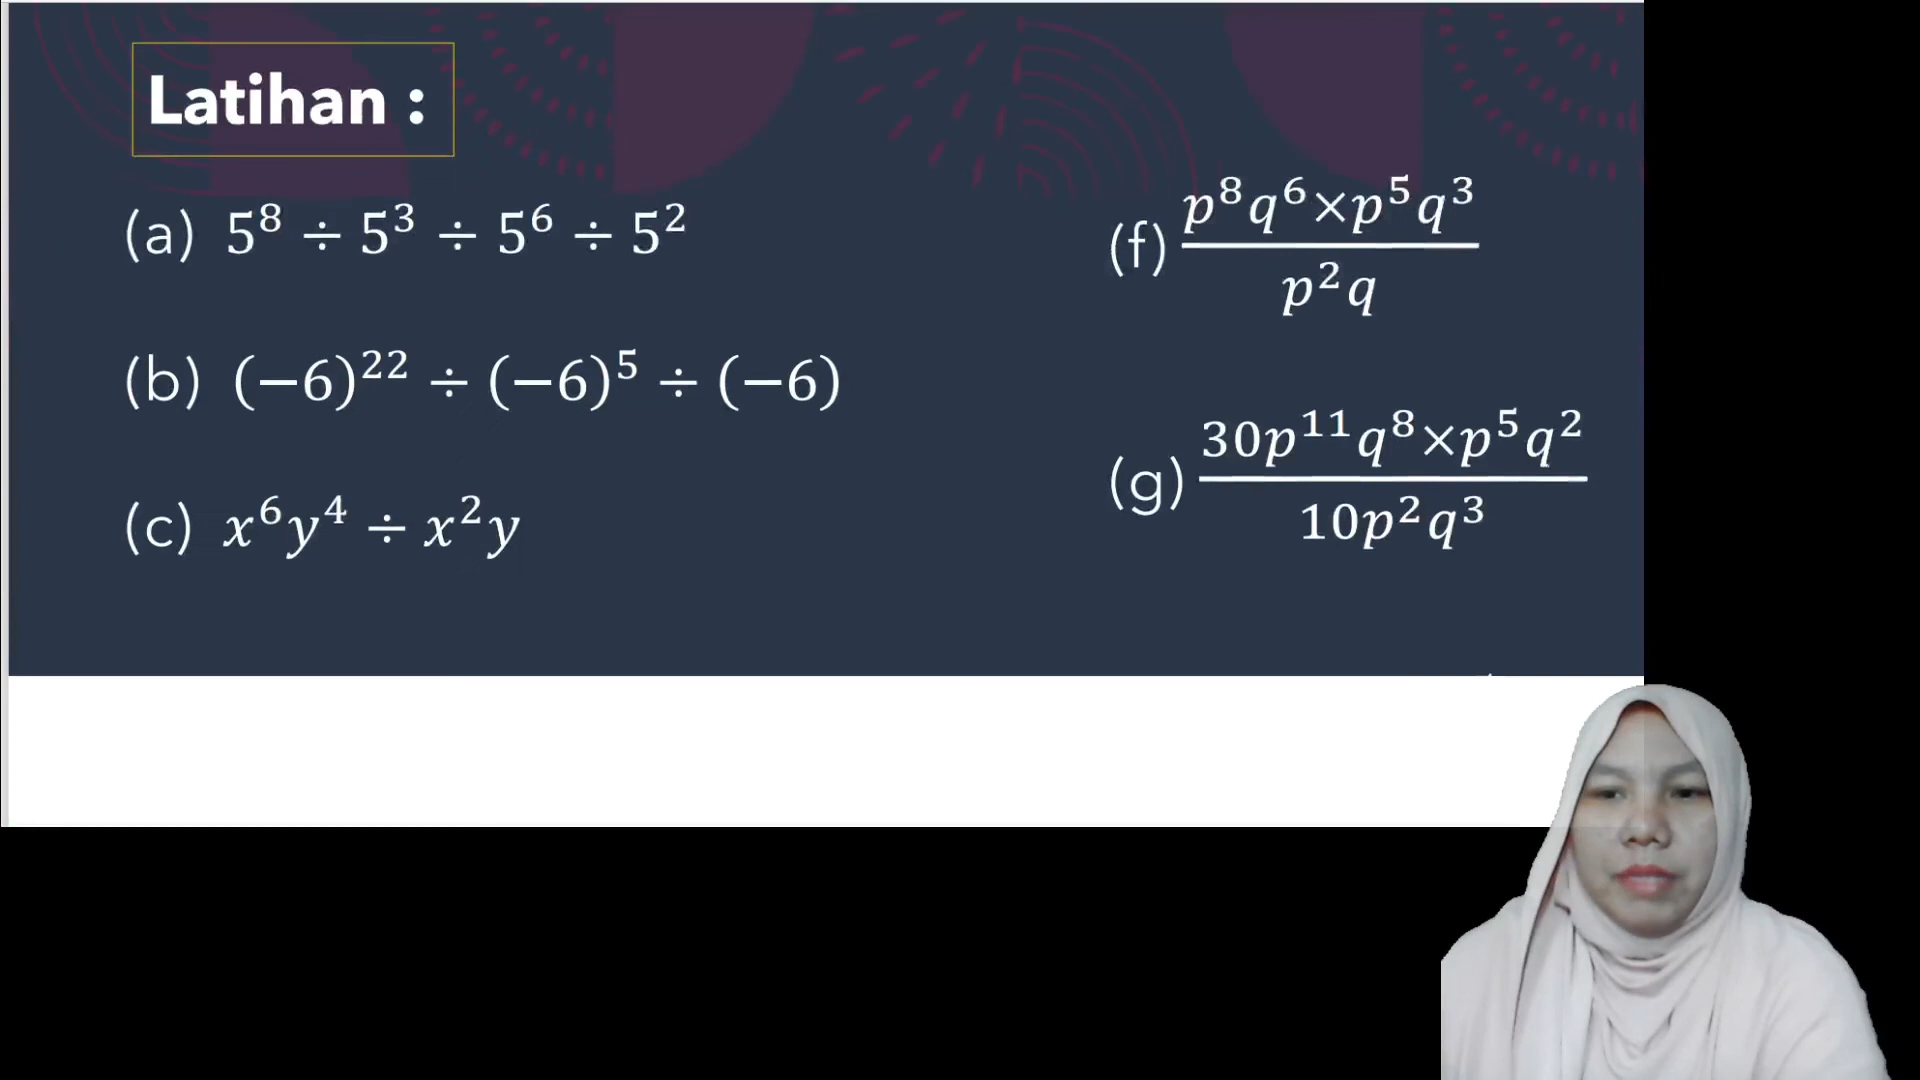 Latihan :
(a) 5⁸ ÷ 5³ ÷ 5⁶ ÷ 5²
(b) (−6)²² ÷ (−6)⁵ ÷ (−6)
(c) x⁶y⁴ ÷ x²y
(f) p⁸q⁶×p⁵q³
p²q
(g) 30p¹¹q⁸×p⁵q²
10p²q³